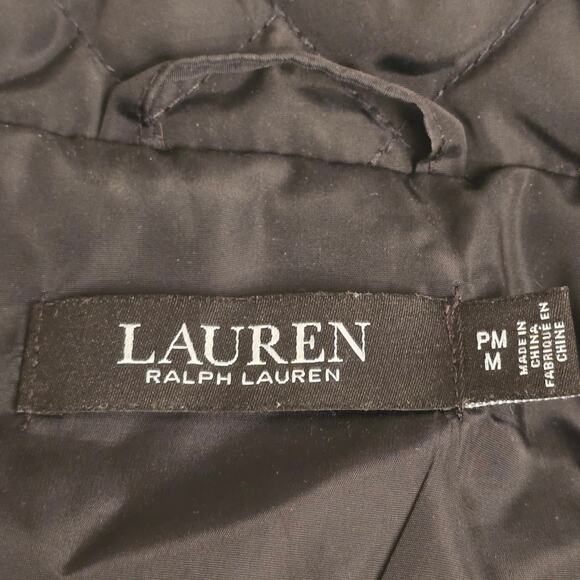 LAUREN
RALPH LAUREN
PM
M
MADE IN
CHINA
FABRIQUE EN
CHINE